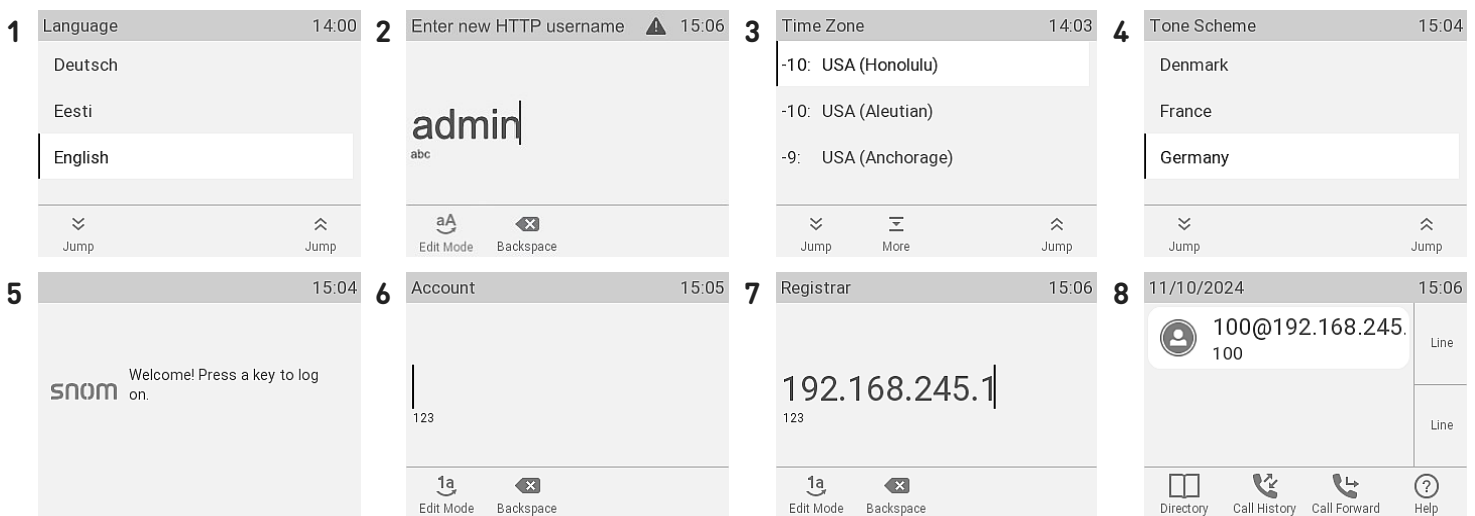 1
Language 14:00
Deutsch
Eesti
English
Jump Jump
2
Enter new HTTP username 15:06
admin
abc
aA
Edit Mode Backspace
3
Time Zone 14:03
-10: USA (Honolulu)
-10: USA (Aleutian)
-9: USA (Anchorage)
Jump More Jump
4
Tone Scheme 15:04
Denmark
France
Germany
Jump Jump
5
15:04
snom
Welcome! Press a key to log
on.
6
Account 15:05
123
1a
Edit Mode Backspace
7
Registrar 15:06
192.168.245.1
123
1a
Edit Mode Backspace
8
11/10/2024 15:06
100@192.168.245.
100
Line
Line
Directory Call History Call Forward Help